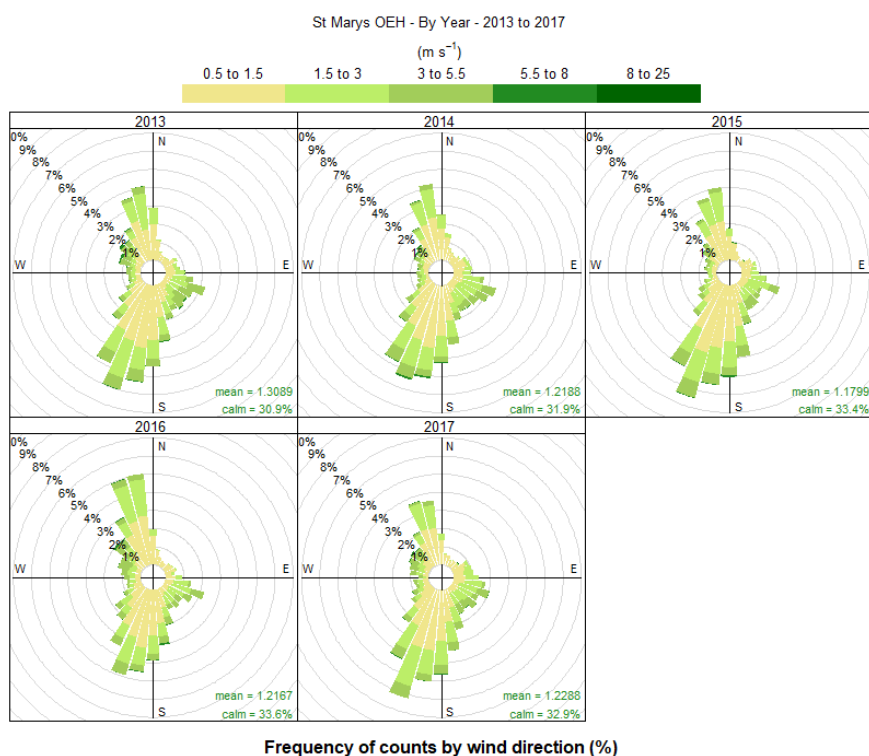 St Marys OEH - By Year - 2013 to 2017
(m s⁻¹)
0.5 to 1.5 1.5 to 3 3 to 5.5 5.5 to 8 8 to 25
2013 2014 2015
0% 9% 8% 7% 6% 5% 4% 3% 2% 1%
N
W E
S
mean = 1.3089
calm = 30.9%
0% 9% 8% 7% 6% 5% 4% 3% 2% 1%
N
W E
S
mean = 1.2188
calm = 31.9%
0% 9% 8% 7% 6% 5% 4% 3% 2% 1%
N
W E
S
mean = 1.1799
calm = 33.4%
2016 2017
0% 9% 8% 7% 6% 5% 4% 3% 2% 1%
N
W E
S
mean = 1.2167
calm = 33.6%
0% 9% 8% 7% 6% 5% 4% 3% 2% 1%
N
W E
S
mean = 1.2288
calm = 32.9%
Frequency of counts by wind direction (%)